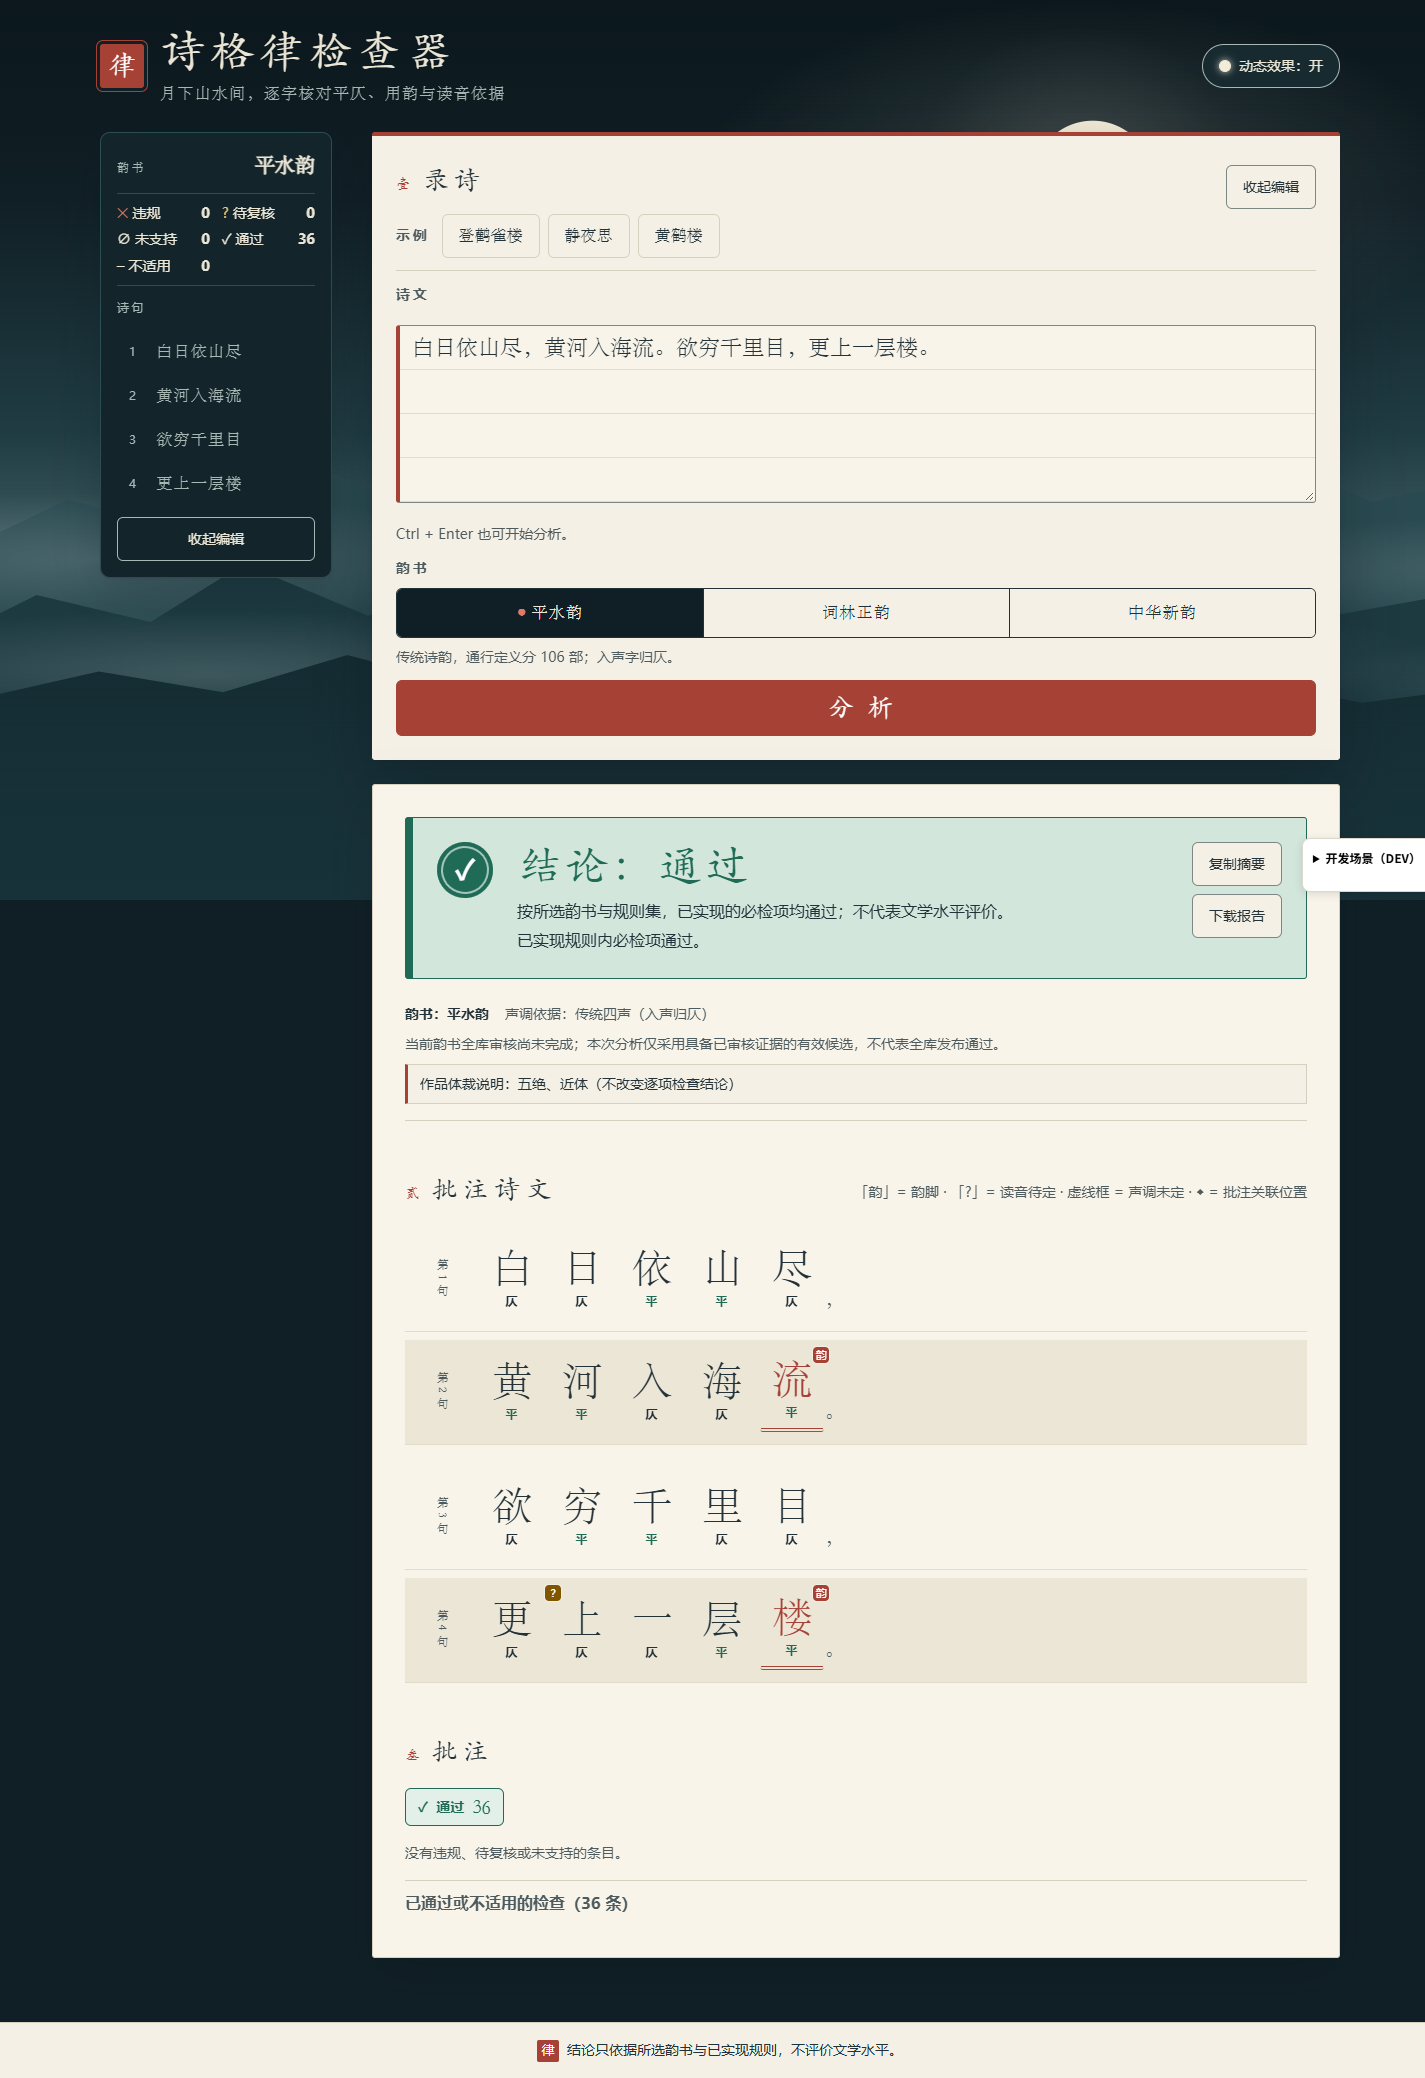 律 诗格律检查器
月下山水间，逐字核对平仄、用韵与读音依据
动态效果：开
韵书 平水韵
✕ 违规 0 ? 待复核 0
∅ 未支持 0 ✓ 通过 36
– 不适用 0
诗句
1 白日依山尽
2 黄河入海流
3 欲穷千里目
4 更上一层楼
收起编辑
壹 录诗
收起编辑
示例 登鹳雀楼 静夜思 黄鹤楼
诗文
白日依山尽，黄河入海流。欲穷千里目，更上一层楼。
Ctrl + Enter 也可开始分析。
韵书
平水韵 词林正韵 中华新韵
传统诗韵，通行定义分 106 部；入声字归仄。
分析
结论：通过
按所选韵书与规则集，已实现的必检项均通过；不代表文学水平评价。
已实现规则内必检项通过。
复制摘要
下载报告
▶ 开发场景（DEV）
韵书：平水韵 声调依据：传统四声（入声归仄）
当前韵书全库审核尚未完成；本次分析仅采用具备已审核证据的有效候选，不代表全库发布通过。
作品体裁说明：五绝、近体（不改变逐项检查结论）
贰 批注诗文
「韵」= 韵脚 · 「?」= 读音待定 · 虚线框 = 声调未定 · ◆ = 批注关联位置
第1句
白日依山尽，
仄仄平平仄
第2句
黄河入海流。韵
平平仄仄平
第3句
欲穷千里目，
仄平平仄仄
第4句
更?上一层楼。韵
仄仄仄平平
叁 批注
✓ 通过 36
没有违规、待复核或未支持的条目。
已通过或不适用的检查（36 条）
律 结论只依据所选韵书与已实现规则，不评价文学水平。